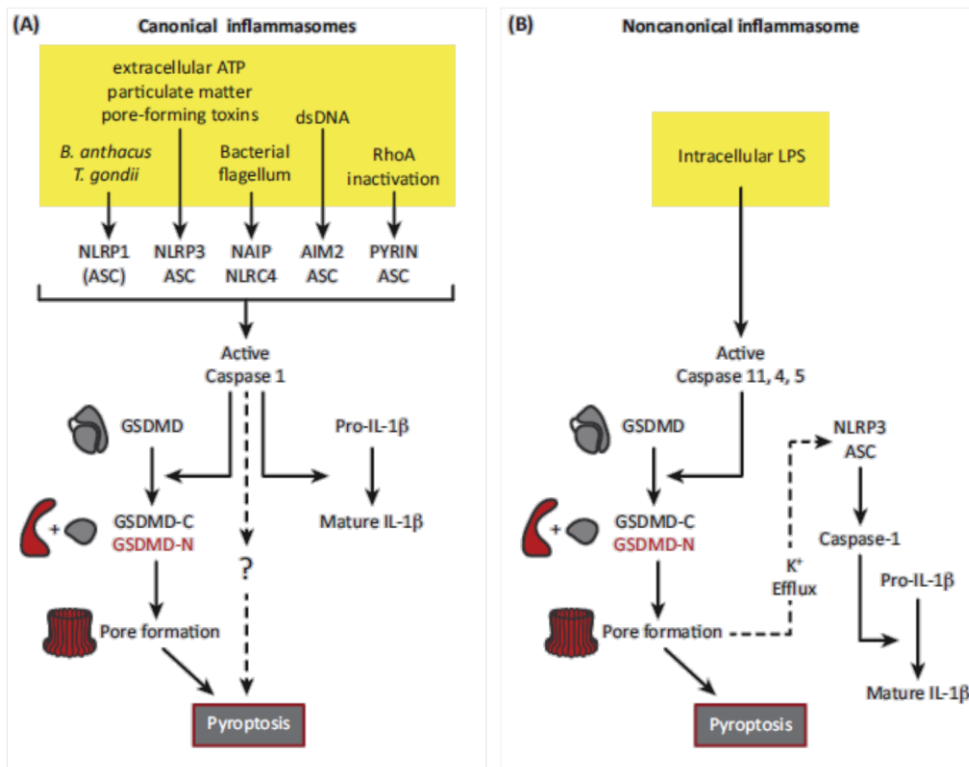 (A) Canonical inflammasomes
extracellular ATP
particulate matter
pore-forming toxins
dsDNA
B. anthacus
T. gondii
Bacterial
flagellum
RhoA
inactivation
NLRP1
(ASC)
NLRP3
ASC
NAIP
NLRC4
AIM2
ASC
PYRIN
ASC
Active
Caspase 1
GSDMD
Pro-IL-1β
+
GSDMD-C
GSDMD-N
Mature IL-1β
?
Pore formation
Pyroptosis
(B) Noncanonical inflammasome
Intracellular LPS
Active
Caspase 11, 4, 5
GSDMD
NLRP3
ASC
+
GSDMD-C
GSDMD-N
Caspase-1
K+
Efflux
Pro-IL-1β
Pore formation
Mature IL-1β
Pyroptosis